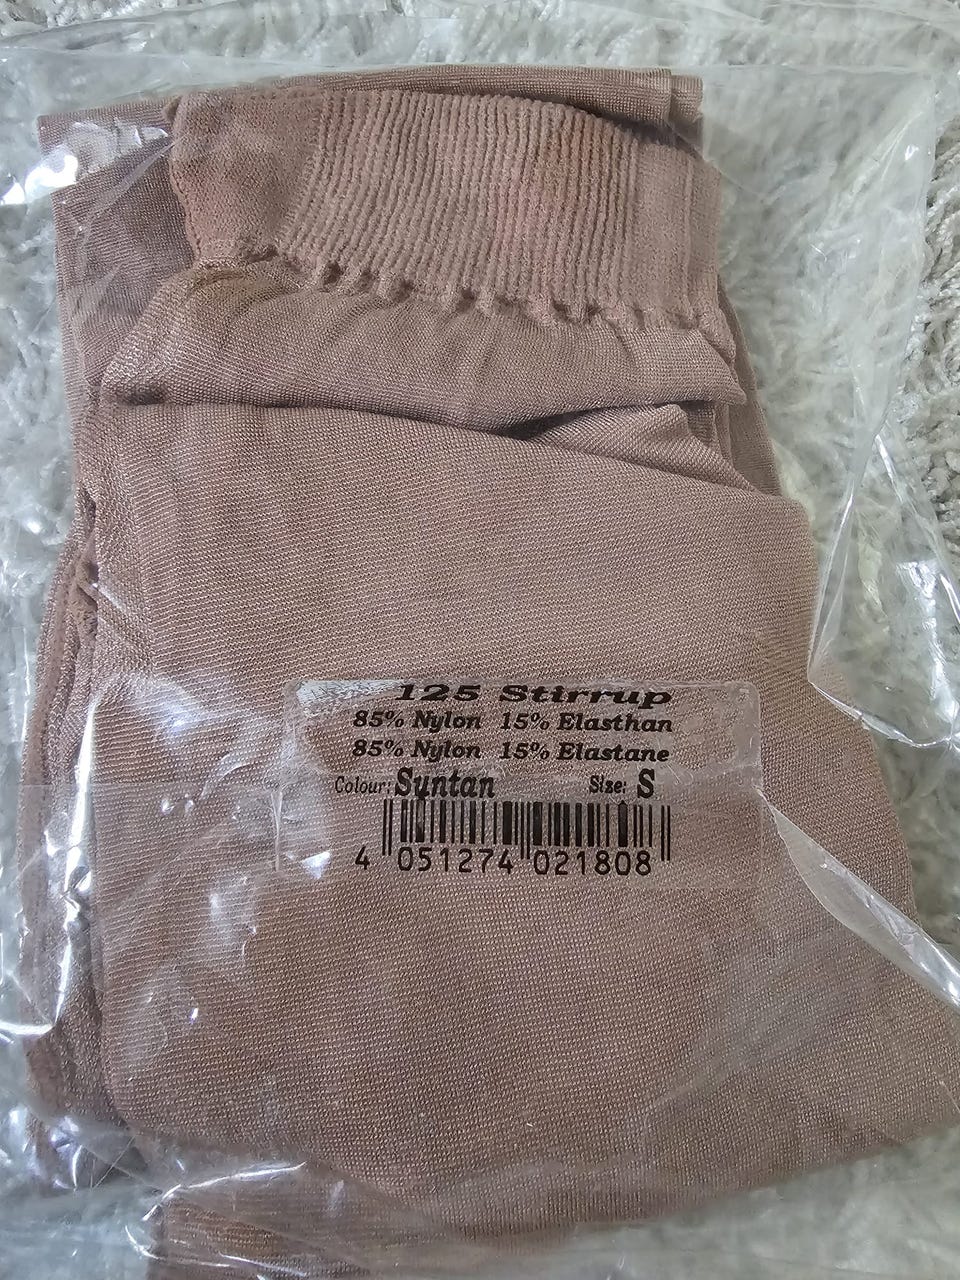 125 Stirrup
85% Nylon 15% Elasthan
85% Nylon 15% Elastane
Colour: Suntan Size: S
4 051274 021808